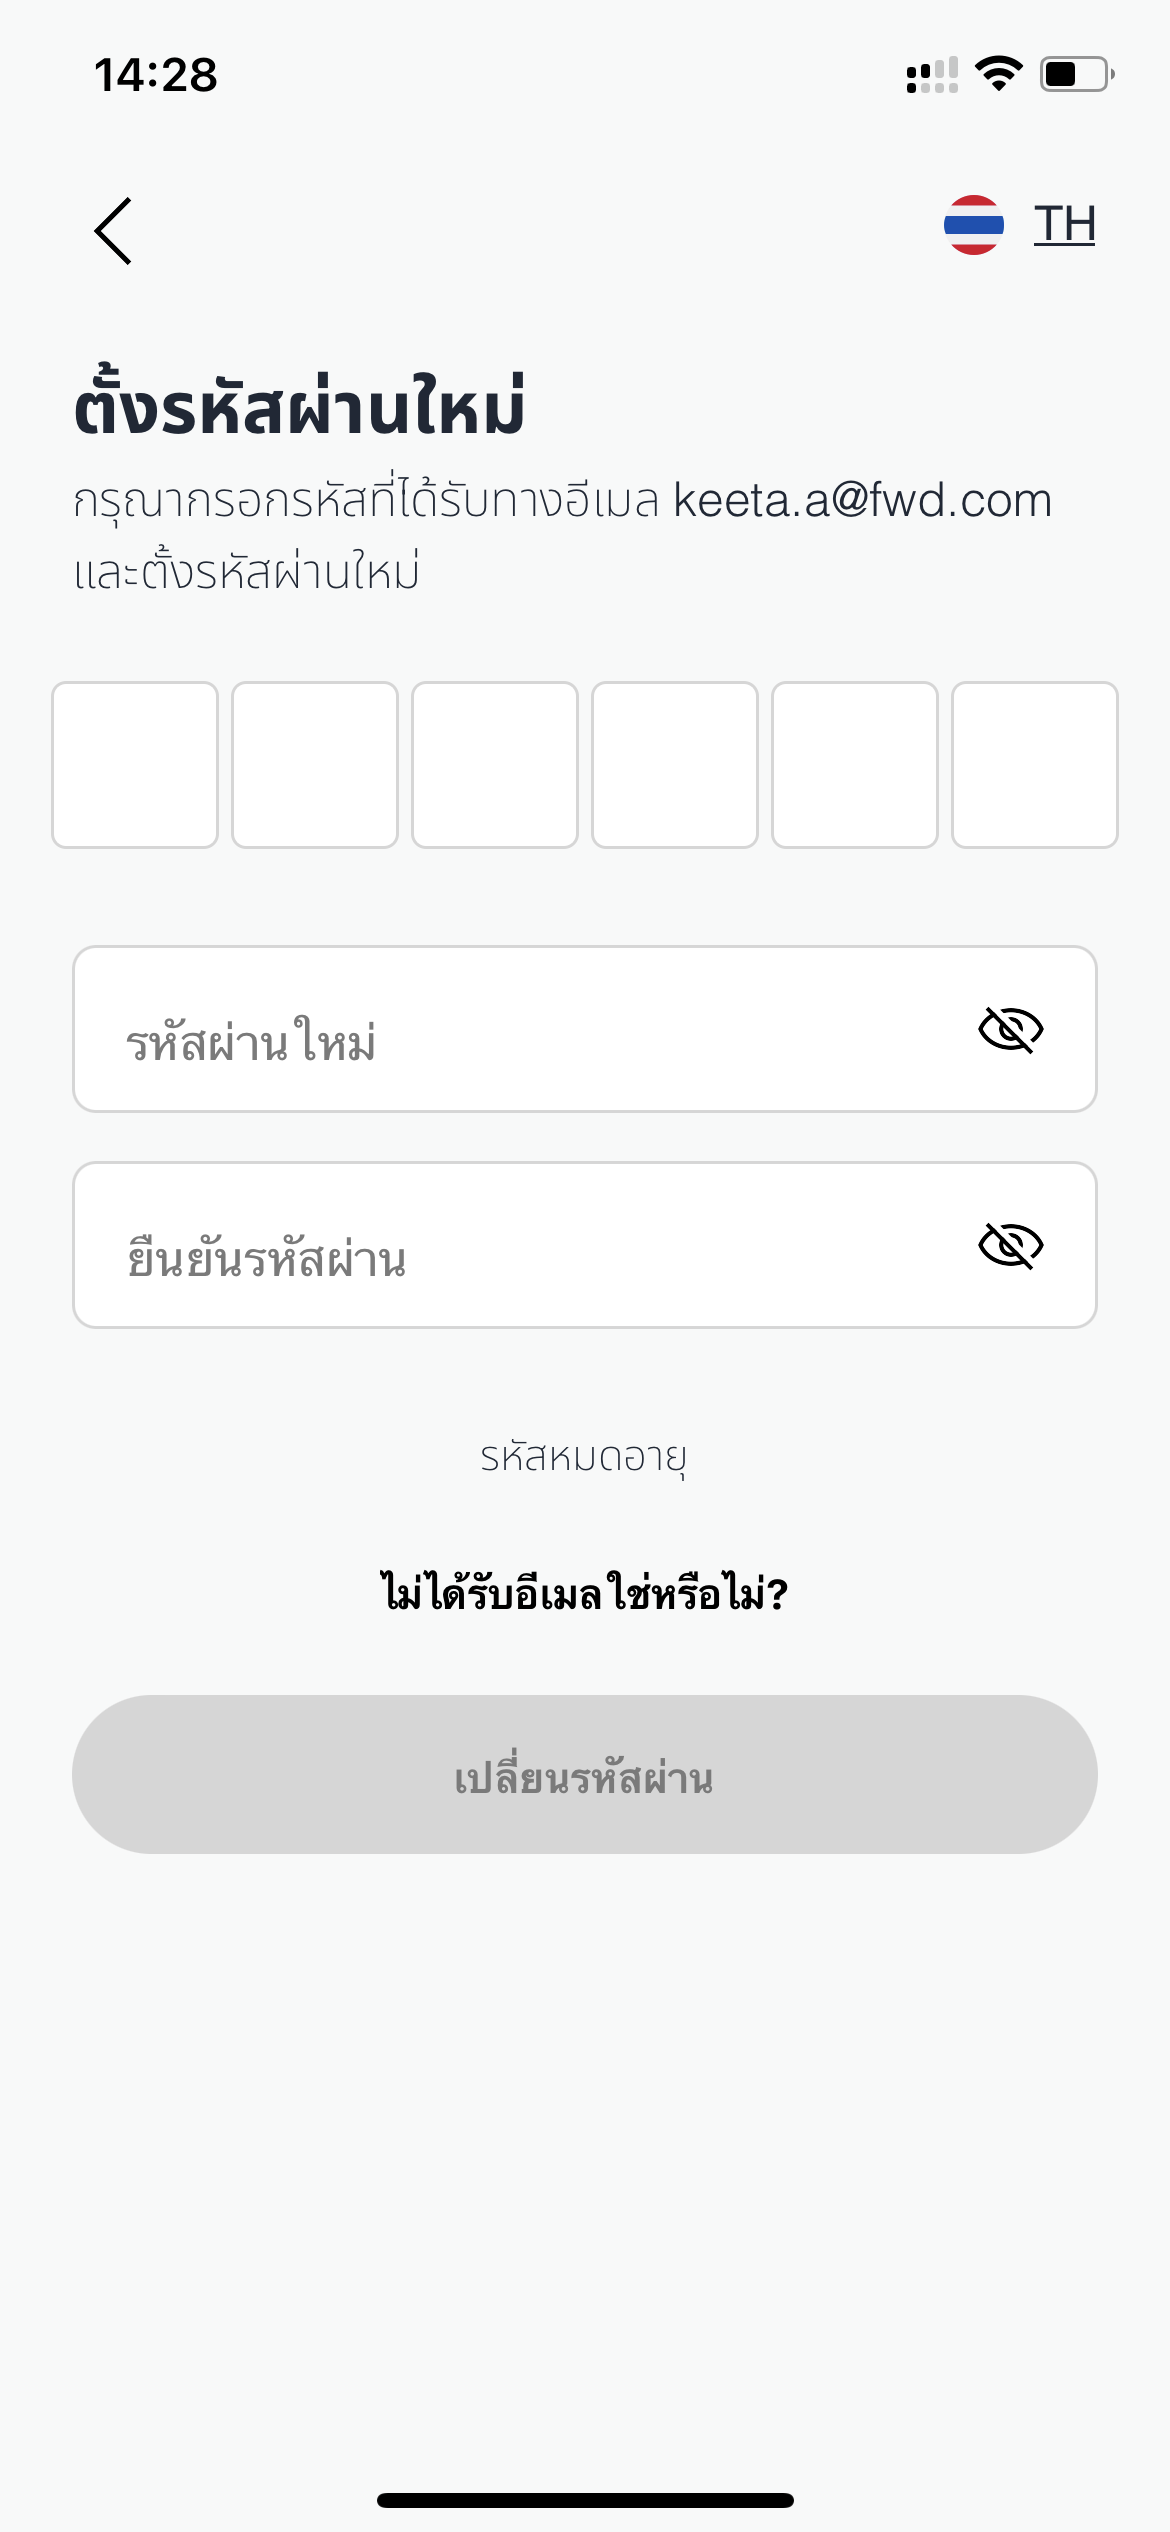 14:28
TH
ตั้งรหัสผ่านใหม่
กรุณากรอกรหัสที่ได้รับทางอีเมล keeta.a@fwd.com
และตั้งรหัสผ่านใหม่
รหัสผ่านใหม่
ยืนยันรหัสผ่าน
รหัสหมดอายุ
ไม่ได้รับอีเมลใช่หรือไม่?
เปลี่ยนรหัสผ่าน